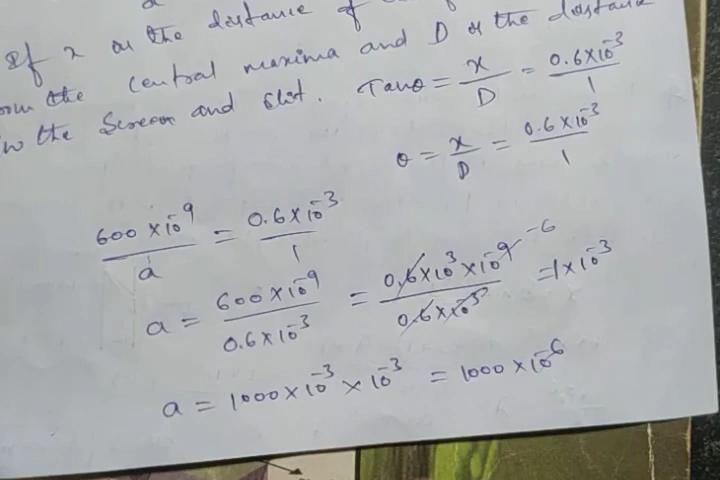 If x is the distance of
the central maxima and D is the distance
the Screen and slit. Tanθ = x/D = 0.6×10⁻³/1
θ = x/D = 0.6×10⁻³/1
600×10⁻⁹/a = 0.6×10⁻³/1
a = 600×10⁻⁹/0.6×10⁻³ = 0.6×10³×10⁻⁹ ⁻⁶/0.6×10⁻³ = 1×10⁻³
a = 1000×10⁻³×10⁻³ = 1000×10⁻⁶